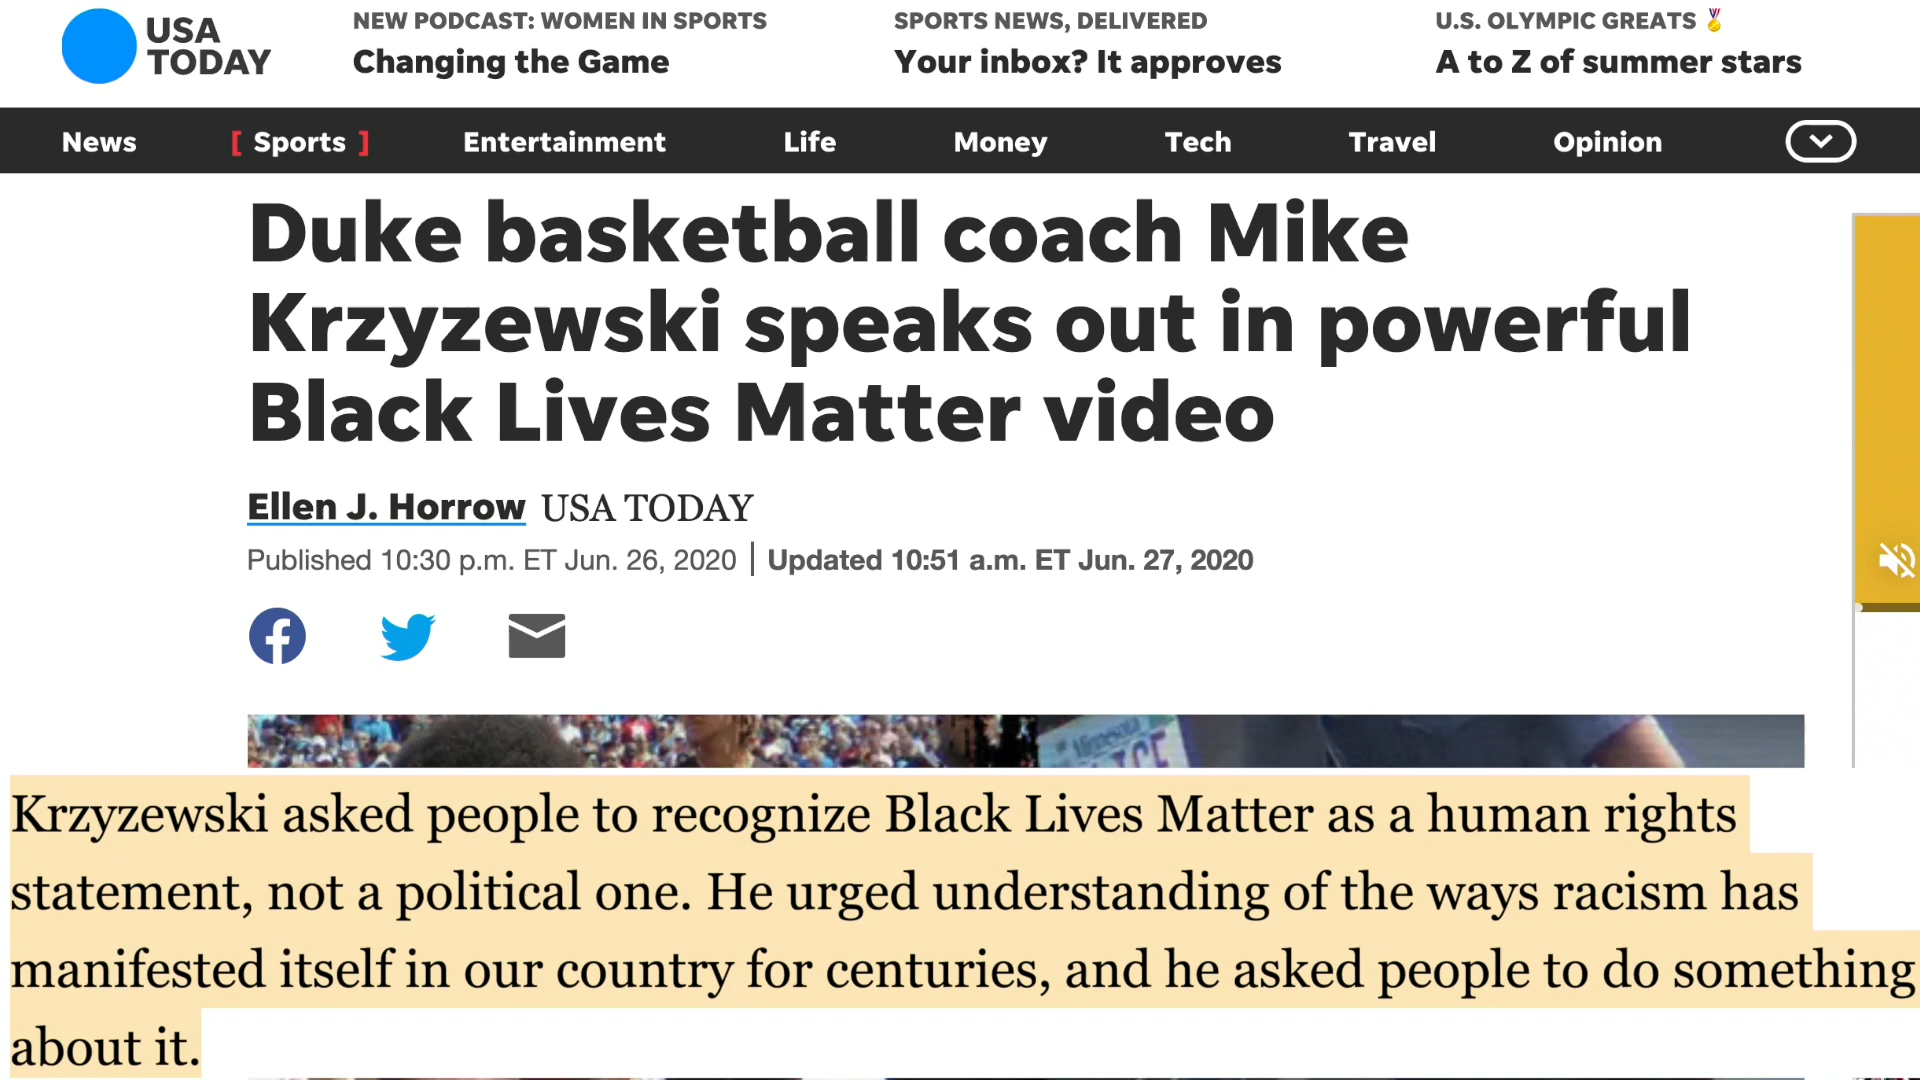 USA
TODAY
NEW PODCAST: WOMEN IN SPORTS
Changing the Game
SPORTS NEWS, DELIVERED
Your inbox? It approves
U.S. OLYMPIC GREATS 🏅
A to Z of summer stars
News
[ Sports ]
Entertainment
Life
Money
Tech
Travel
Opinion
Duke basketball coach Mike
Krzyzewski speaks out in powerful
Black Lives Matter video
Ellen J. Horrow USA TODAY
Published 10:30 p.m. ET Jun. 26, 2020 | Updated 10:51 a.m. ET Jun. 27, 2020
Minnesota
Krzyzewski asked people to recognize Black Lives Matter as a human rights
statement, not a political one. He urged understanding of the ways racism has
manifested itself in our country for centuries, and he asked people to do something
about it.